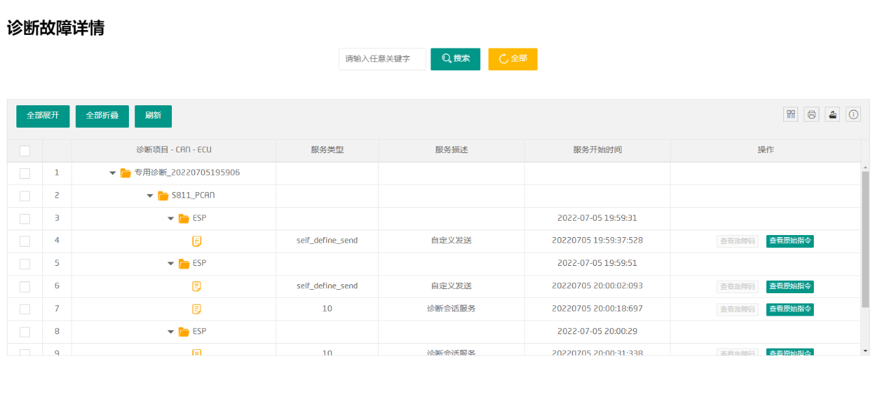 诊断故障详情
请输入任意关键字 搜索 全部
全部展开 全部折叠 刷新
诊断项目 - CAN - ECU 服务类型 服务描述 服务开始时间 操作
1 专用诊断_20220705195906
2 S811_PCAN
3 ESP 2022-07-05 19:59:31
4 self_define_send 自定义发送 20220705 19:59:37:528 查看故障码 查看原始指令
5 ESP 2022-07-05 19:59:51
6 self_define_send 自定义发送 20220705 20:00:02:093 查看故障码 查看原始指令
7 10 诊断会话服务 20220705 20:00:18:697 查看故障码 查看原始指令
8 ESP 2022-07-05 20:00:29
9 10 诊断会话服务 20220705 20:00:31:338 查看故障码 查看原始指令